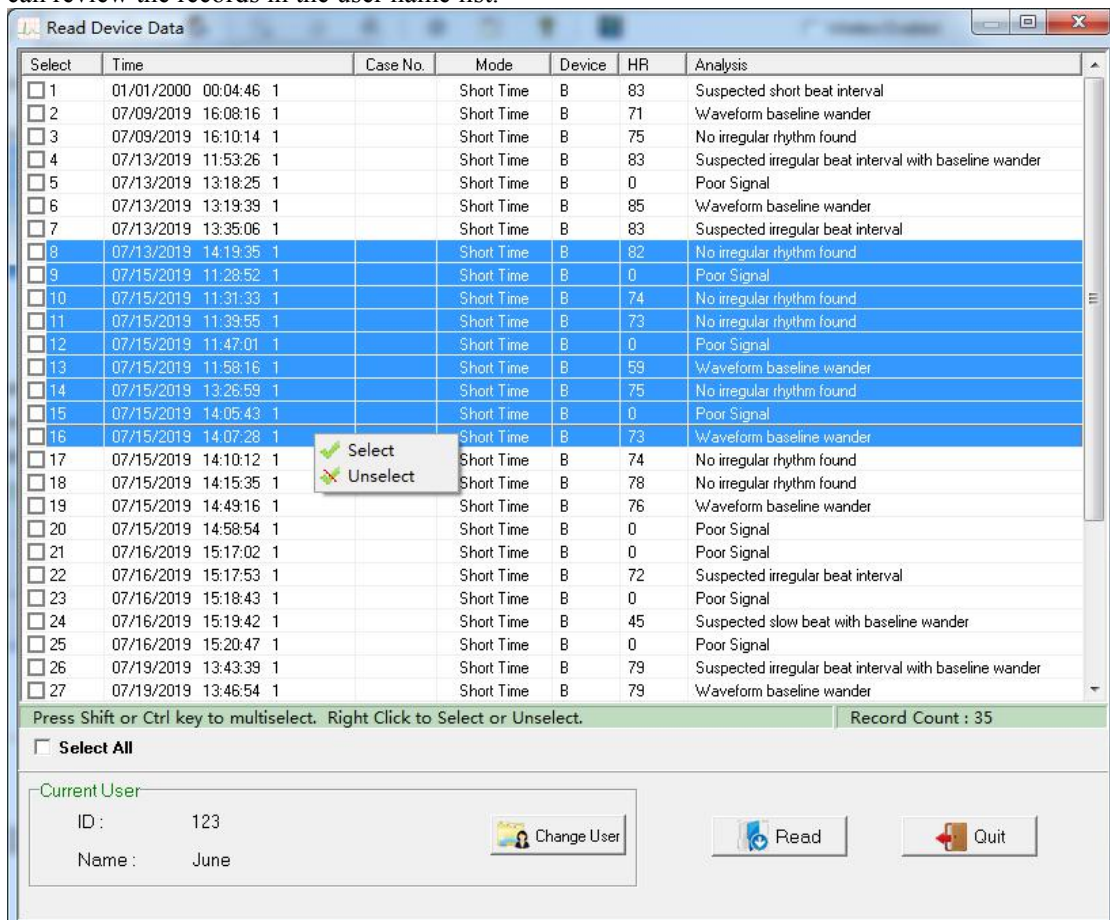 can review the records in the user name list.
Read Device Data
Select Time Case No. Mode Device HR Analysis
1 01/01/2000 00:04:46 1 Short Time B 83 Suspected short beat interval
2 07/09/2019 16:08:16 1 Short Time B 71 Waveform baseline wander
3 07/09/2019 16:10:14 1 Short Time B 75 No irregular rhythm found
4 07/13/2019 11:53:26 1 Short Time B 83 Suspected irregular beat interval with baseline wander
5 07/13/2019 13:18:25 1 Short Time B 0 Poor Signal
6 07/13/2019 13:19:39 1 Short Time B 85 Waveform baseline wander
7 07/13/2019 13:35:06 1 Short Time B 83 Suspected irregular beat interval
8 07/13/2019 14:19:35 1 Short Time B 82 No irregular rhythm found
9 07/15/2019 11:28:52 1 Short Time B 0 Poor Signal
10 07/15/2019 11:31:33 1 Short Time B 74 No irregular rhythm found
11 07/15/2019 11:39:55 1 Short Time B 73 No irregular rhythm found
12 07/15/2019 11:47:01 1 Short Time B 0 Poor Signal
13 07/15/2019 11:58:16 1 Short Time B 59 Waveform baseline wander
14 07/15/2019 13:26:59 1 Short Time B 75 No irregular rhythm found
15 07/15/2019 14:05:43 1 Short Time B 0 Poor Signal
16 07/15/2019 14:07:28 1 Short Time B 73 Waveform baseline wander
Select
17 07/15/2019 14:10:12 1 Short Time B 74 No irregular rhythm found
Unselect
18 07/15/2019 14:15:35 1 Short Time B 78 No irregular rhythm found
19 07/15/2019 14:49:16 1 Short Time B 76 Waveform baseline wander
20 07/15/2019 14:58:54 1 Short Time B 0 Poor Signal
21 07/16/2019 15:17:02 1 Short Time B 0 Poor Signal
22 07/16/2019 15:17:53 1 Short Time B 72 Suspected irregular beat interval
23 07/16/2019 15:18:43 1 Short Time B 0 Poor Signal
24 07/16/2019 15:19:42 1 Short Time B 45 Suspected slow beat with baseline wander
25 07/16/2019 15:20:47 1 Short Time B 0 Poor Signal
26 07/19/2019 13:43:39 1 Short Time B 79 Suspected irregular beat interval with baseline wander
27 07/19/2019 13:46:54 1 Short Time B 79 Waveform baseline wander
Press Shift or Ctrl key to multiselect. Right Click to Select or Unselect. Record Count : 35
Select All
Current User
ID : 123
Change User Read Quit
Name : June